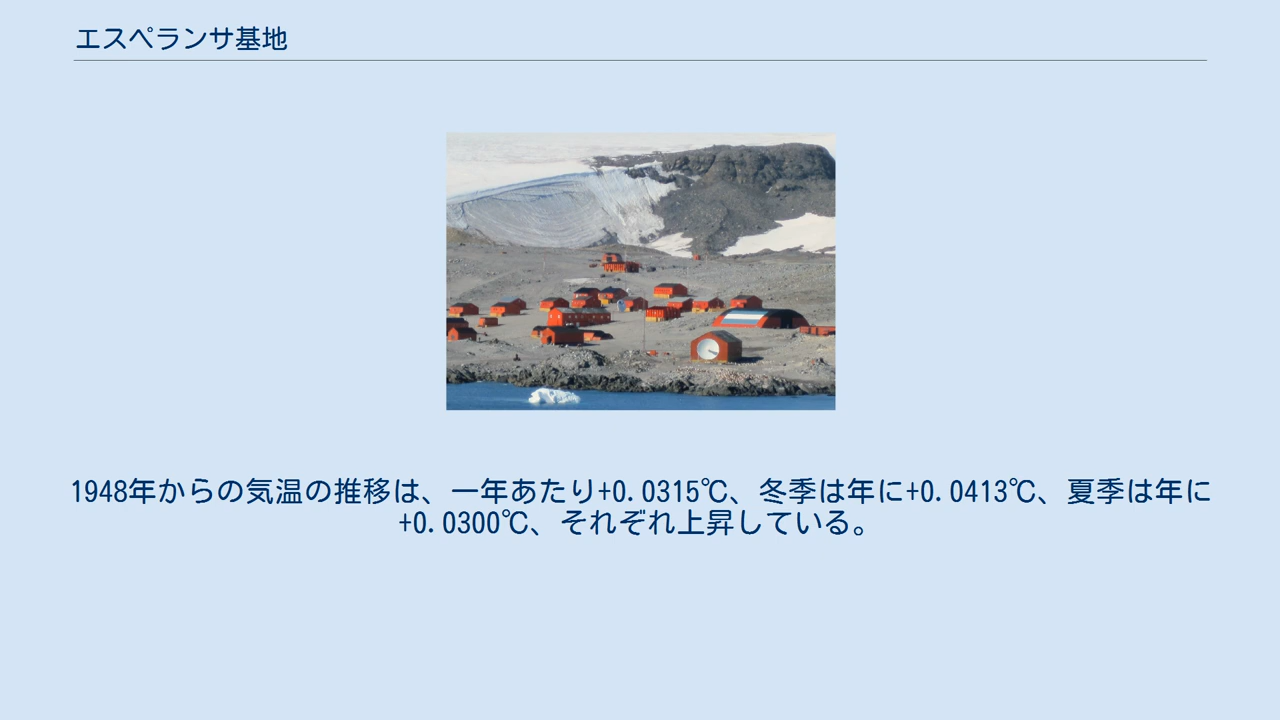 エスペランサ基地
1948年からの気温の推移は、一年あたり+0.0315℃、冬季は年に+0.0413℃、夏季は年に
+0.0300℃、それぞれ上昇している。